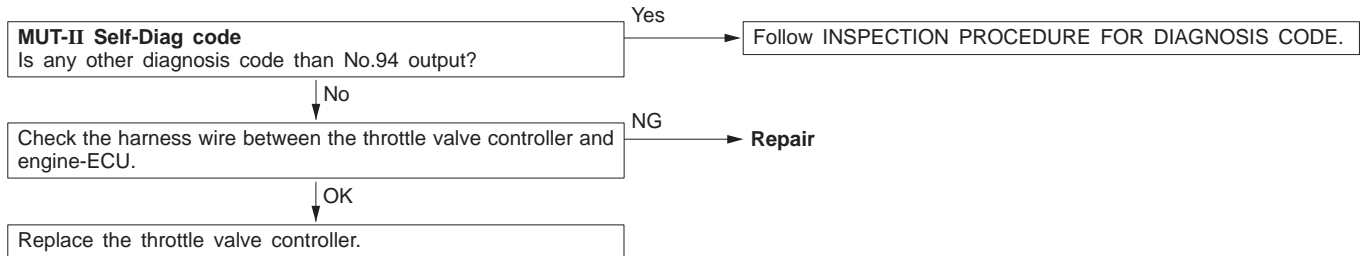 MUT-II Self-Diag code
Yes
Is any other diagnosis code than No.94 output?
Follow INSPECTION PROCEDURE FOR DIAGNOSIS CODE.
No
Check the harness wire between the throttle valve controller and
engine-ECU.
NG
Repair
OK
Replace the throttle valve controller.